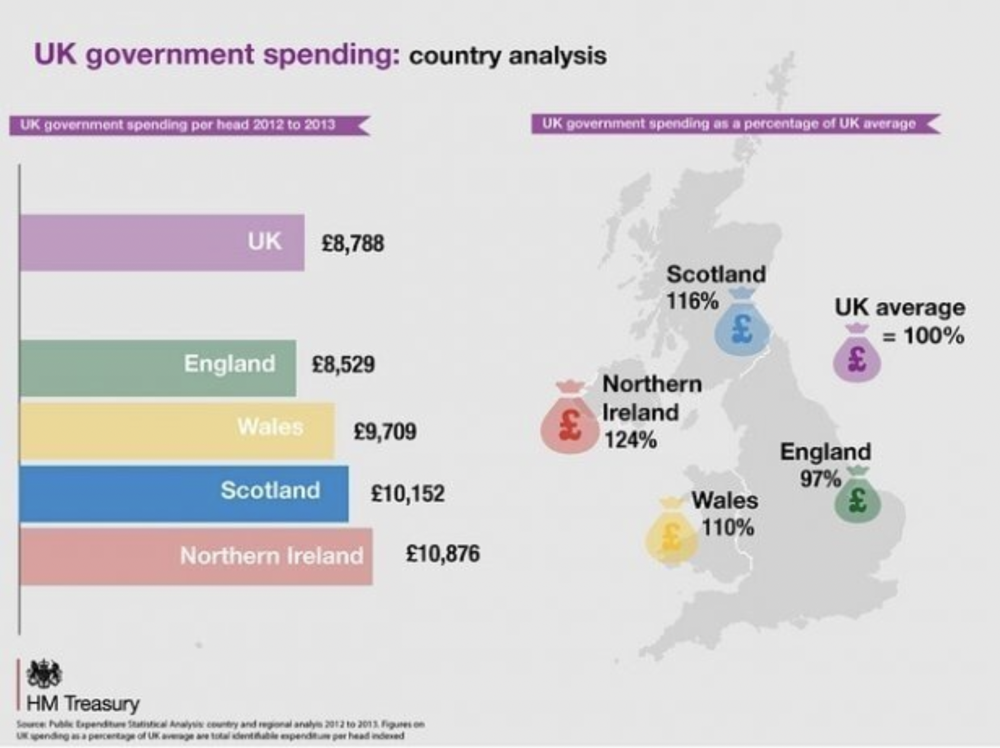 UK government spending: country analysis
UK government spending per head 2012 to 2013
UK £8,788
England £8,529
Wales £9,709
Scotland £10,152
Northern Ireland £10,876
UK government spending as a percentage of UK average
Scotland
116%
UK average
= 100%
£
£
Northern
Ireland
124%
£
England
97%
£
Wales
110%
£
HM Treasury
Source: Public Expenditure Statistical Analysis: country and regional analyis 2012 to 2013. Figures on
UK spending as a percentage of UK average are total identifiable expenditure per head indexed